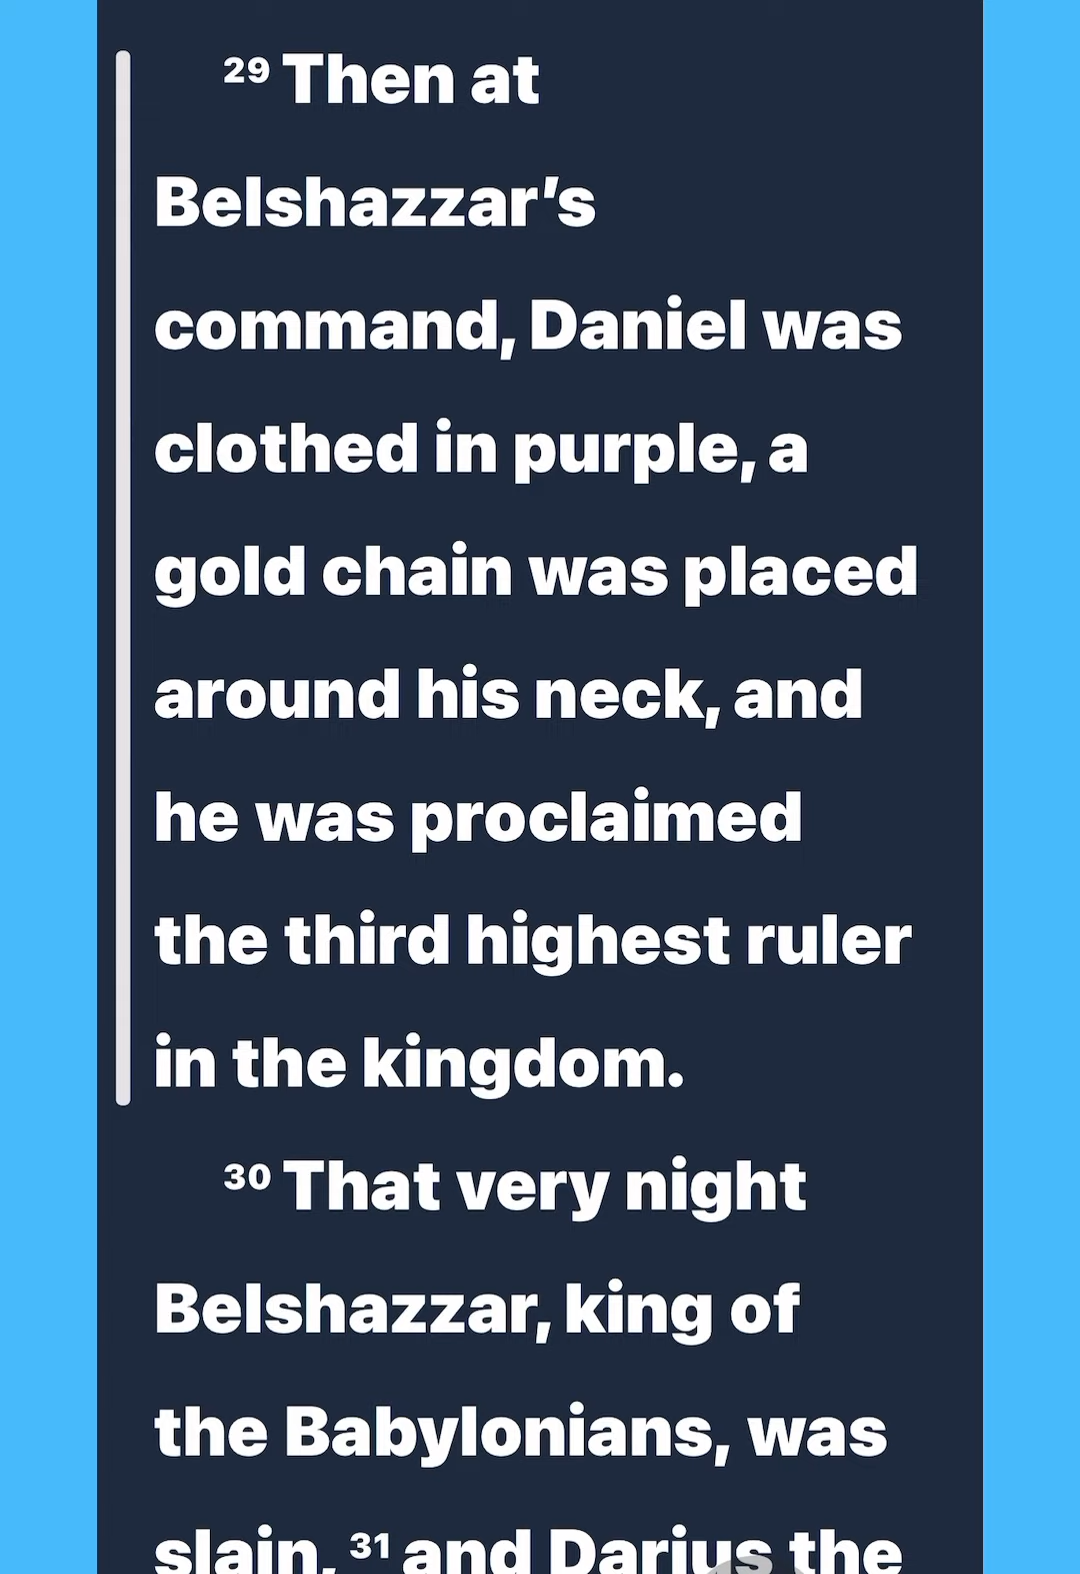 29 Then at
Belshazzar’s
command, Daniel was
clothed in purple, a
gold chain was placed
around his neck, and
he was proclaimed
the third highest ruler
in the kingdom.
30 That very night
Belshazzar, king of
the Babylonians, was
slain, 31 and Darius the